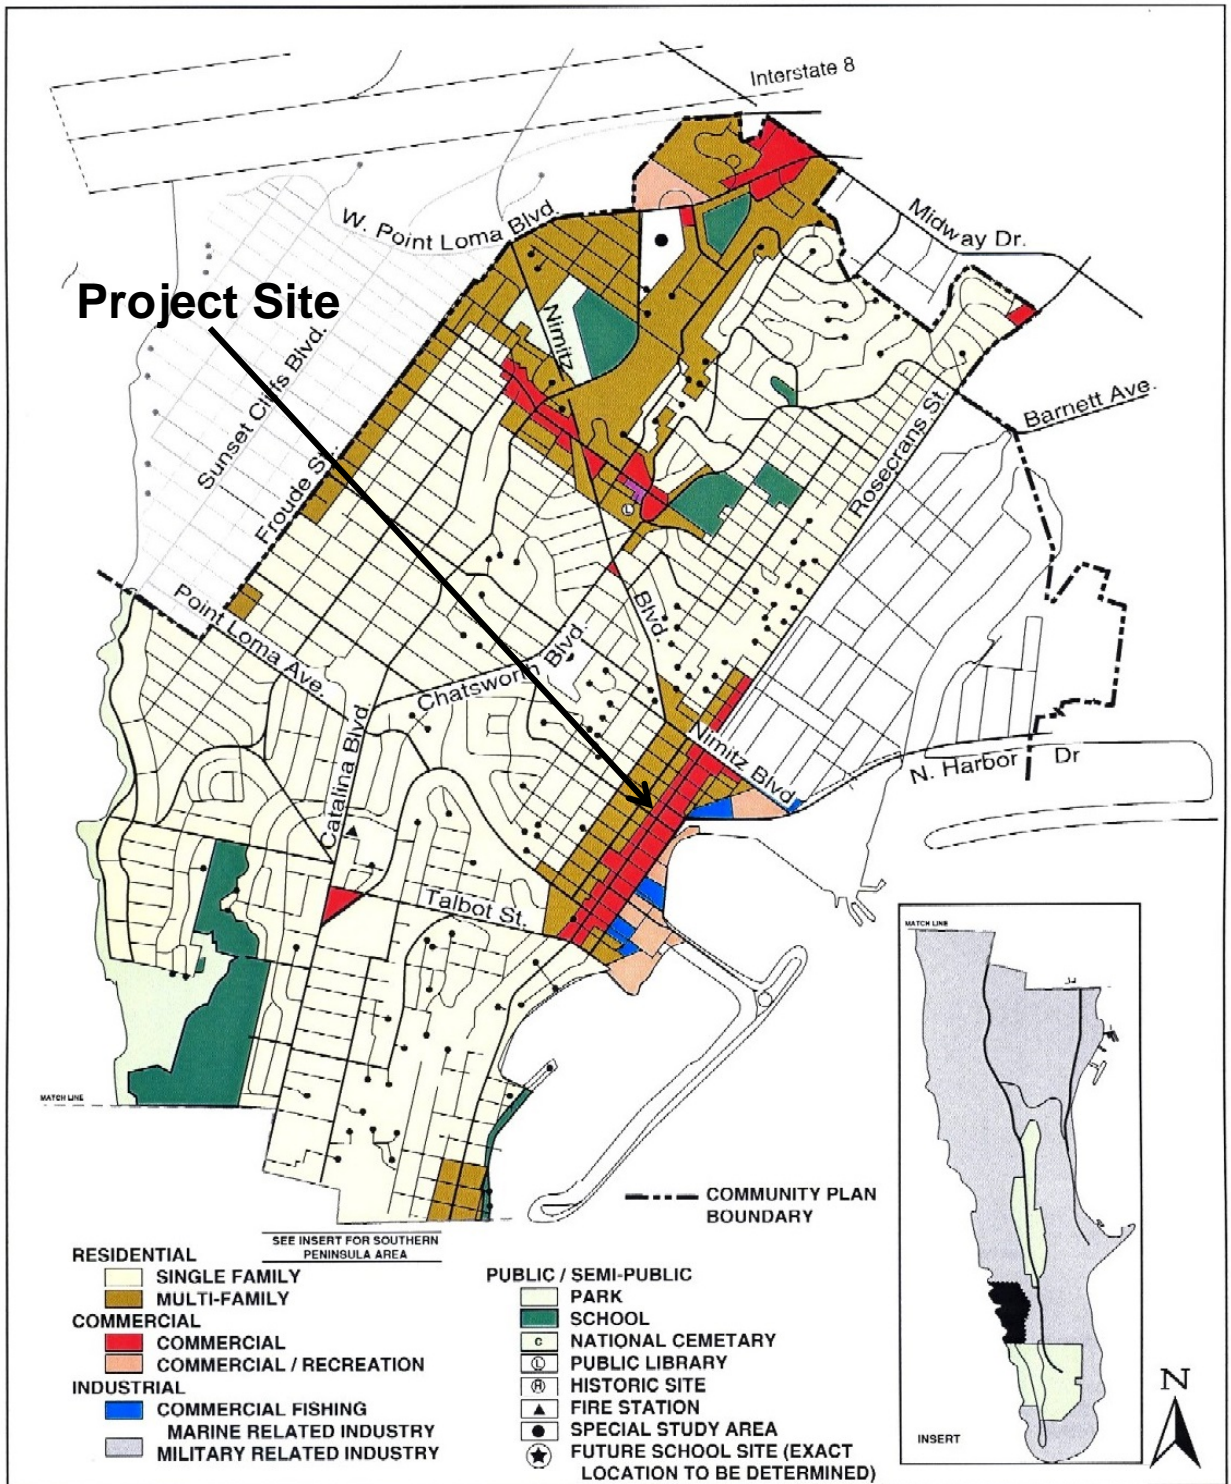 Interstate 8
W. Point Loma Blvd.
Midway Dr.
Project Site
Nimitz
Sunset Cliffs Blvd.
Barnett Ave.
Rosecrans St.
Froude St.
L
Point Loma Ave.
Blvd.
Chatsworth Blvd.
Catalina Blvd.
Nimitz Blvd.
N. Harbor Dr
Talbot St.
MATCH LINE
MATCH LINE
COMMUNITY PLAN
BOUNDARY
SEE INSERT FOR SOUTHERN
PENINSULA AREA
RESIDENTIAL
SINGLE FAMILY
MULTI-FAMILY
COMMERCIAL
COMMERCIAL
COMMERCIAL / RECREATION
INDUSTRIAL
COMMERCIAL FISHING
MARINE RELATED INDUSTRY
MILITARY RELATED INDUSTRY
PUBLIC / SEMI-PUBLIC
PARK
SCHOOL
C NATIONAL CEMETARY
L PUBLIC LIBRARY
H HISTORIC SITE
FIRE STATION
SPECIAL STUDY AREA
FUTURE SCHOOL SITE (EXACT
LOCATION TO BE DETERMINED)
INSERT
N